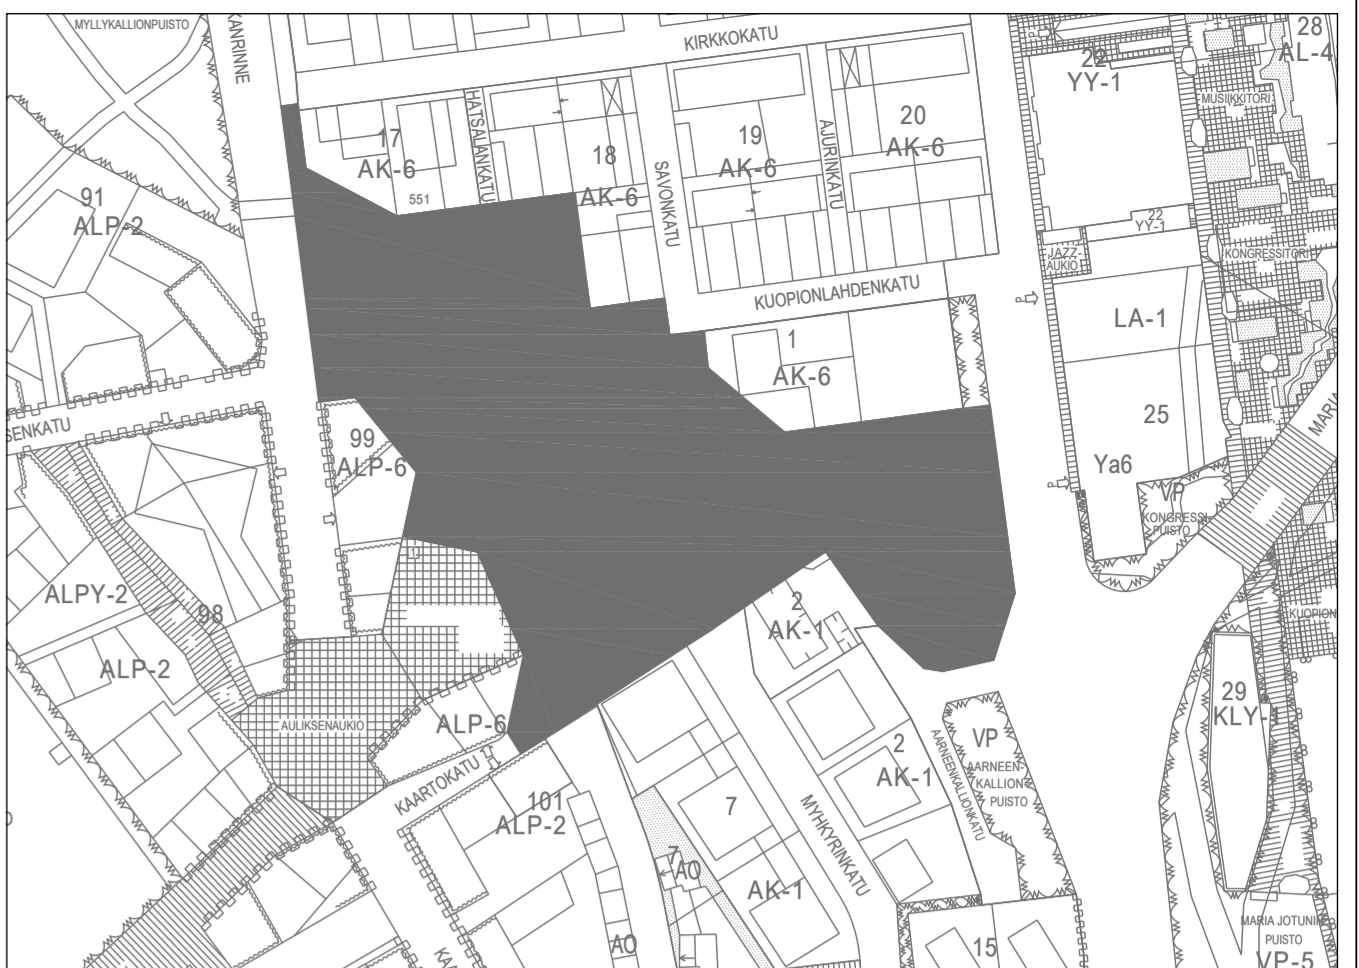 MYLLYKALLIONPUISTO
KIRKKOKATU
28
AL-4
22
YY-1
MUSIIKKITORI
17
AK-6
551
HATSALANKATU
18
AK-6
SAVONKATU
19
AK-6
AJURINKATU
20
AK-6
91
ALP-2
22
YY-1
JAZZ-
AUKIO
KONGRESSITORI
KUOPIONLAHDENKATU
LA-1
1
AK-6
25
MARIA
SENKATU
99
ALP-6
Ya6
VP
KONGRESSI-
PUISTO
ALPY-2
98
2
AK-1
KUOPION
ALP-2
29
KLY-1
AULIKSENAUKIO
ALP-6
KAARTOKATU
2
AK-1
AARNEENKALLIONKATU
VP
AARNEEN-
KALLION
PUISTO
101
ALP-2
7
MYHKYRINKATU
7
AO
AK-1
AO
15
MARIA JOTUNIN
PUISTO
VP-5